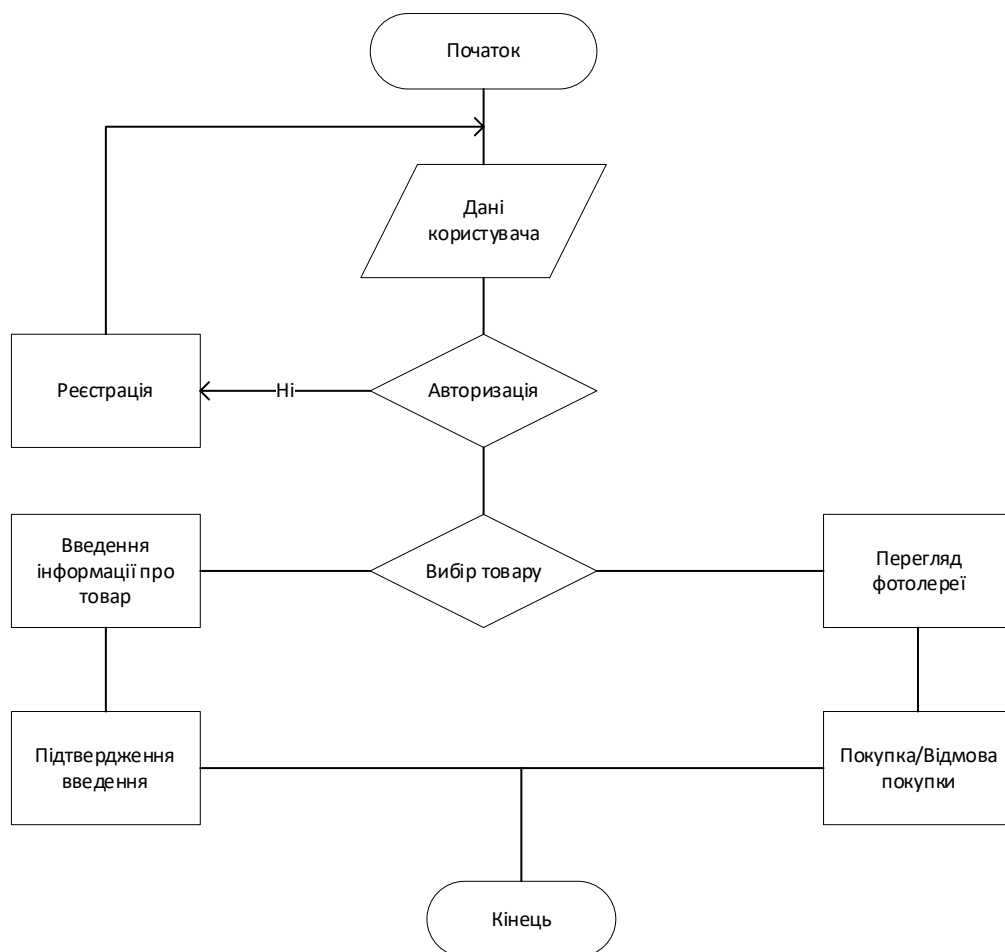 Початок
Дані
користувача
Реєстрація
Ні
Авторизація
Введення
інформації про
товар
Вибір товару
Перегляд
фотолереї
Підтвердження
введення
Покупка/Відмова
покупки
Кінець